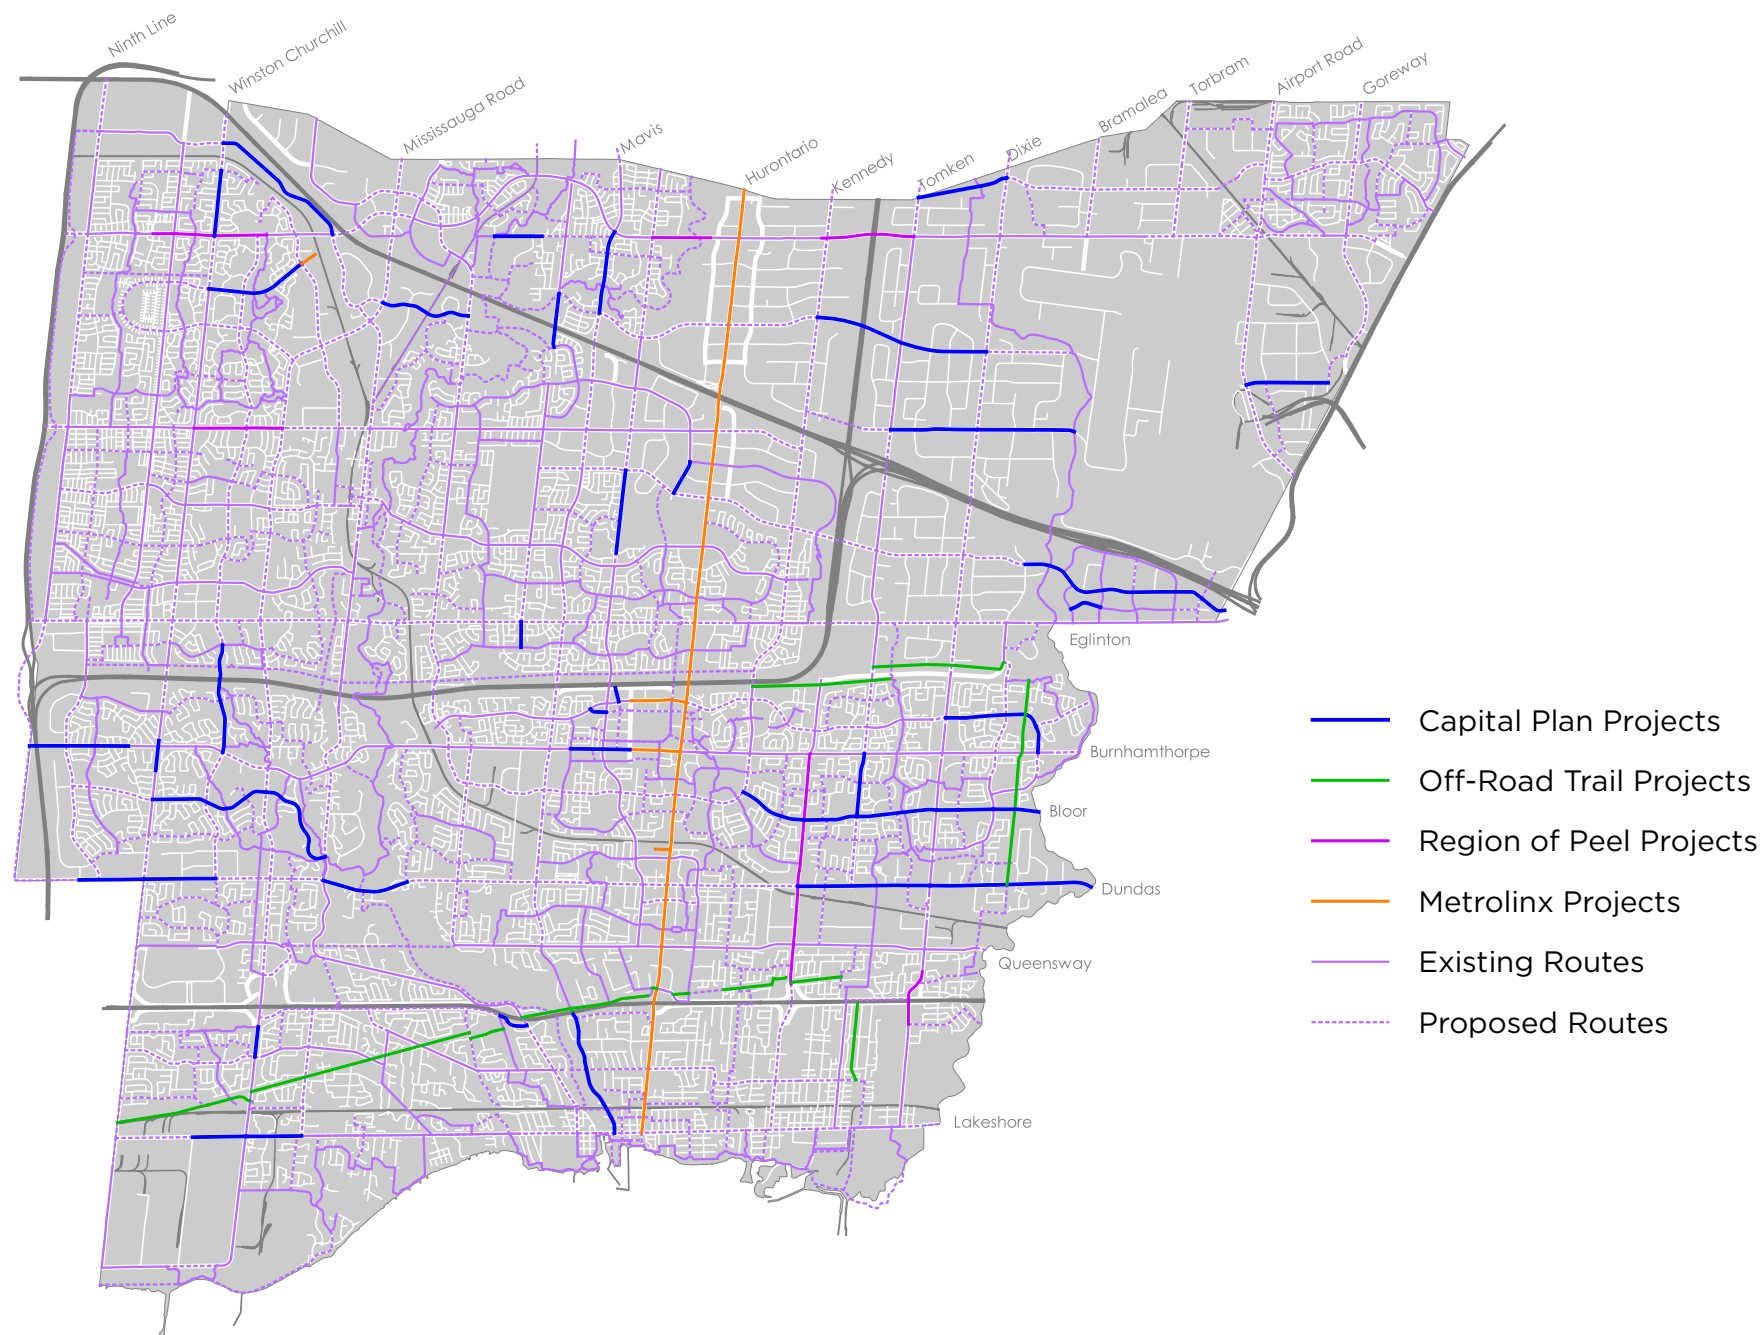 Ninth Line
Winston Churchill
Mississauga Road
Mavis
Hurontario
Kennedy
Tomken
Dixie
Bramalea
Torbram
Airport Road
Goreway
Eglinton
Burnhamthorpe
Bloor
Dundas
Queensway
Lakeshore
Capital Plan Projects
Off-Road Trail Projects
Region of Peel Projects
Metrolinx Projects
Existing Routes
Proposed Routes